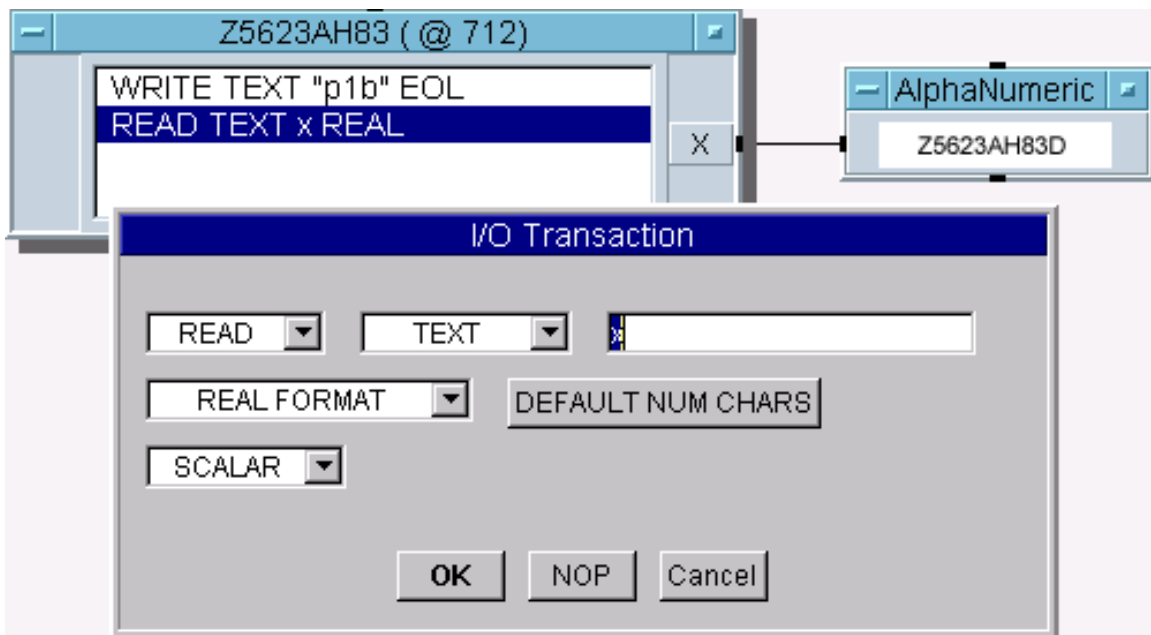 Z5623AH83 ( @ 712)
WRITE TEXT "p1b" EOL
READ TEXT x REAL
X
AlphaNumeric
Z5623AH83D
I/O Transaction
READ TEXT x
REAL FORMAT DEFAULT NUM CHARS
SCALAR
OK NOP Cancel